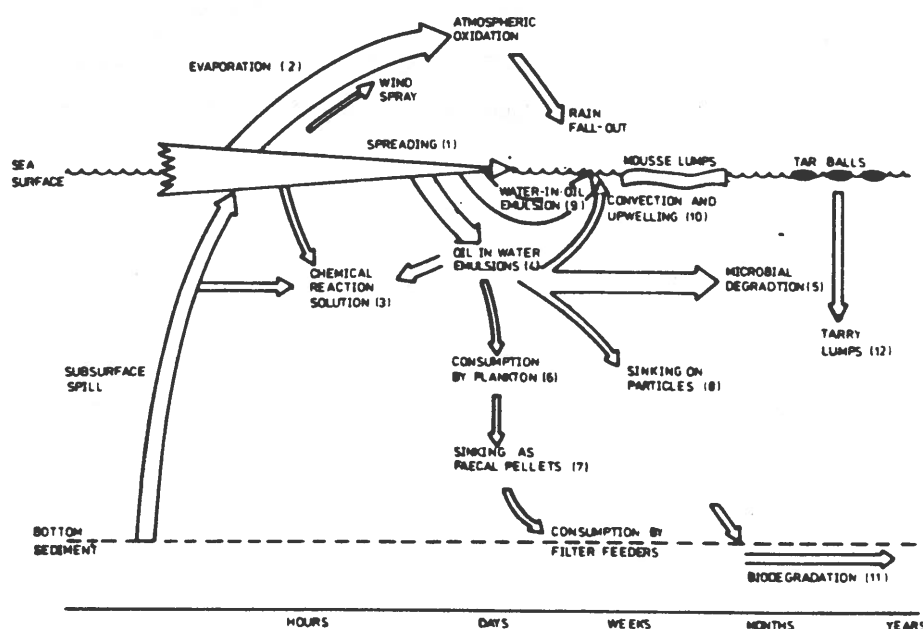 ATMOSPHERIC
OXIDATION
EVAPORATION (2)
WIND
SPRAY
RAIN
FALL-OUT
SPREADING (1)
SEA
SURFACE
MOUSSE LUMPS
TAR BALLS
WATER-IN-OIL
EMULSION (9)
CONVECTION AND
UPWELLING (10)
OIL IN WATER
EMULSIONS (4)
CHEMICAL
REACTION
SOLUTION (3)
MICROBIAL
DEGRADTION (5)
TARRY
LUMPS (12)
SUBSURFACE
SPILL
CONSUMPTION
BY PLANKTON (6)
SINKING ON
PARTICLES (8)
SINKING AS
FAECAL PELLETS (7)
BOTTOM
SEDIMENT
CONSUMPTION BY
FILTER FEEDERS
BIODEGRADATION (11)
HOURS
DAYS
WEEKS
MONTHS
YEARS